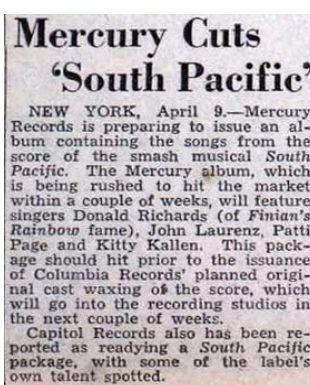 Mercury Cuts
'South Pacific'
NEW YORK, April 9.—Mercury
Records is preparing to issue an al-
bum containing the songs from the
score of the smash musical South
Pacific. The Mercury album, which
is being rushed to hit the market
within a couple of weeks, will feature
singers Donald Richards (of Finian's
Rainbow fame), John Laurenz, Patti
Page and Kitty Kallen. This pack-
age should hit prior to the issuance
of Columbia Records' planned origi-
nal cast waxing of the score, which
will go into the recording studios in
the next couple of weeks.
Capitol Records also has been re-
ported as readying a South Pacific
package, with some of the label's
own talent spotted.